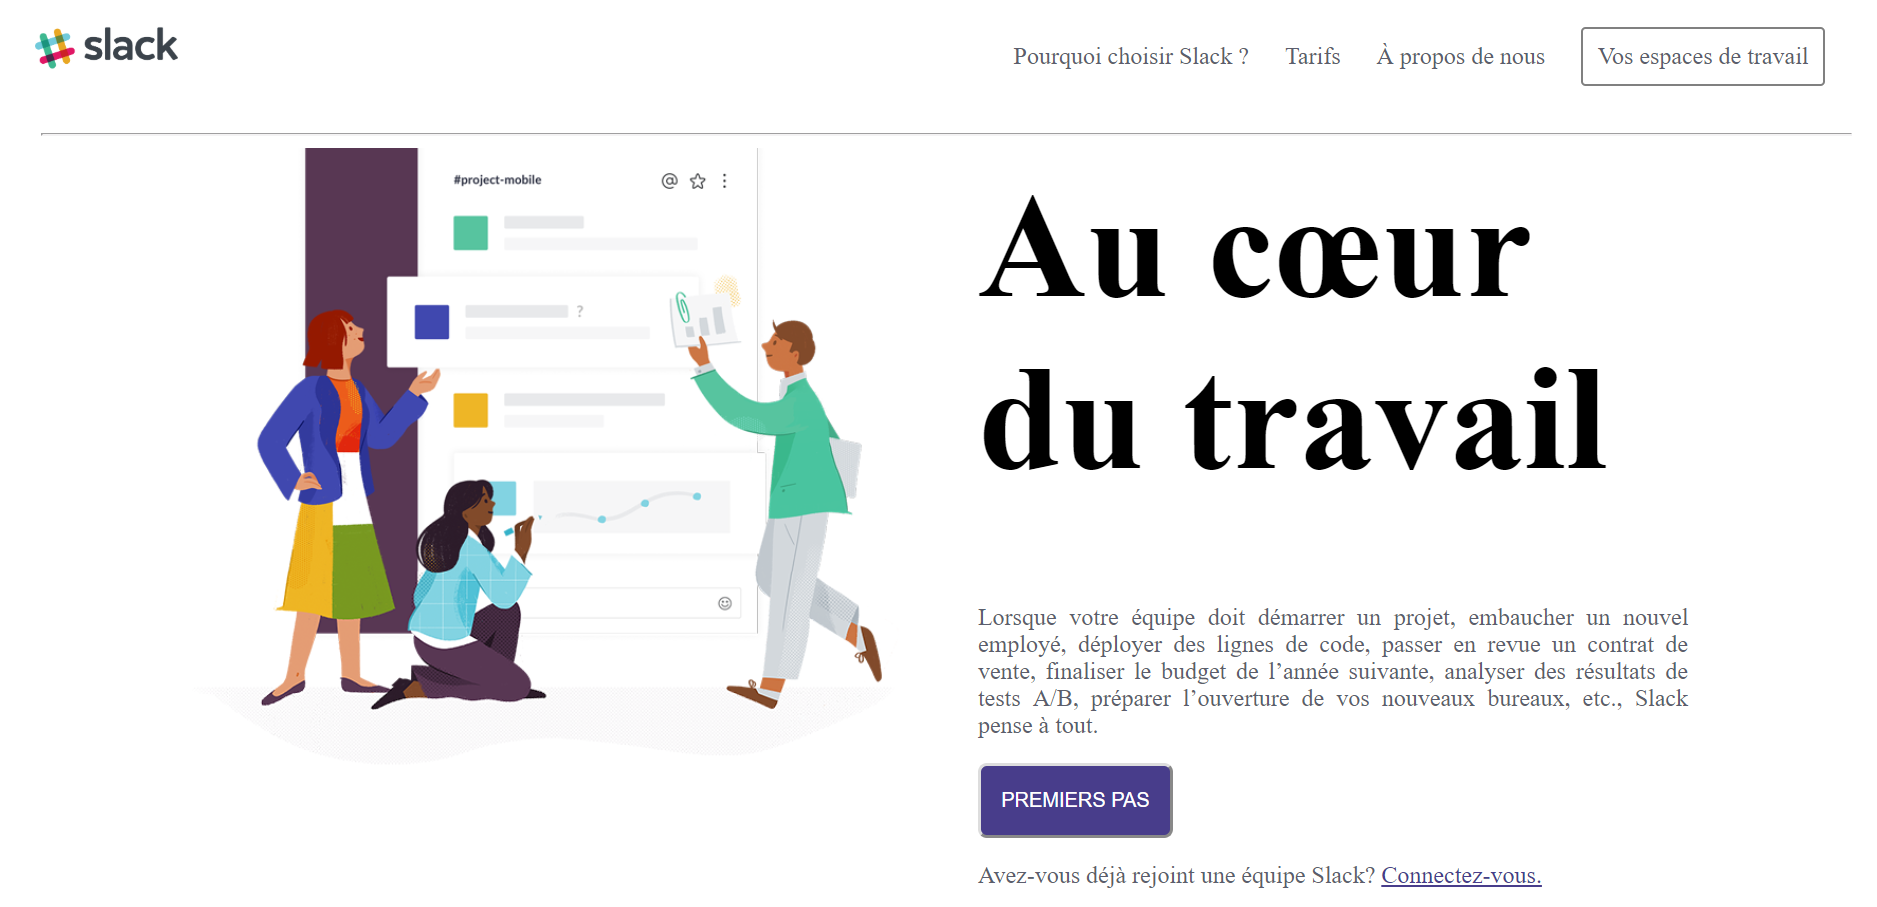 slack
Pourquoi choisir Slack ?
Tarifs
À propos de nous
Vos espaces de travail
#project-mobile
?
Au cœur
du travail
Lorsque votre équipe doit démarrer un projet, embaucher un nouvel
employé, déployer des lignes de code, passer en revue un contrat de
vente, finaliser le budget de l’année suivante, analyser des résultats de
tests A/B, préparer l’ouverture de vos nouveaux bureaux, etc., Slack
pense à tout.
PREMIERS PAS
Avez-vous déjà rejoint une équipe Slack? Connectez-vous.